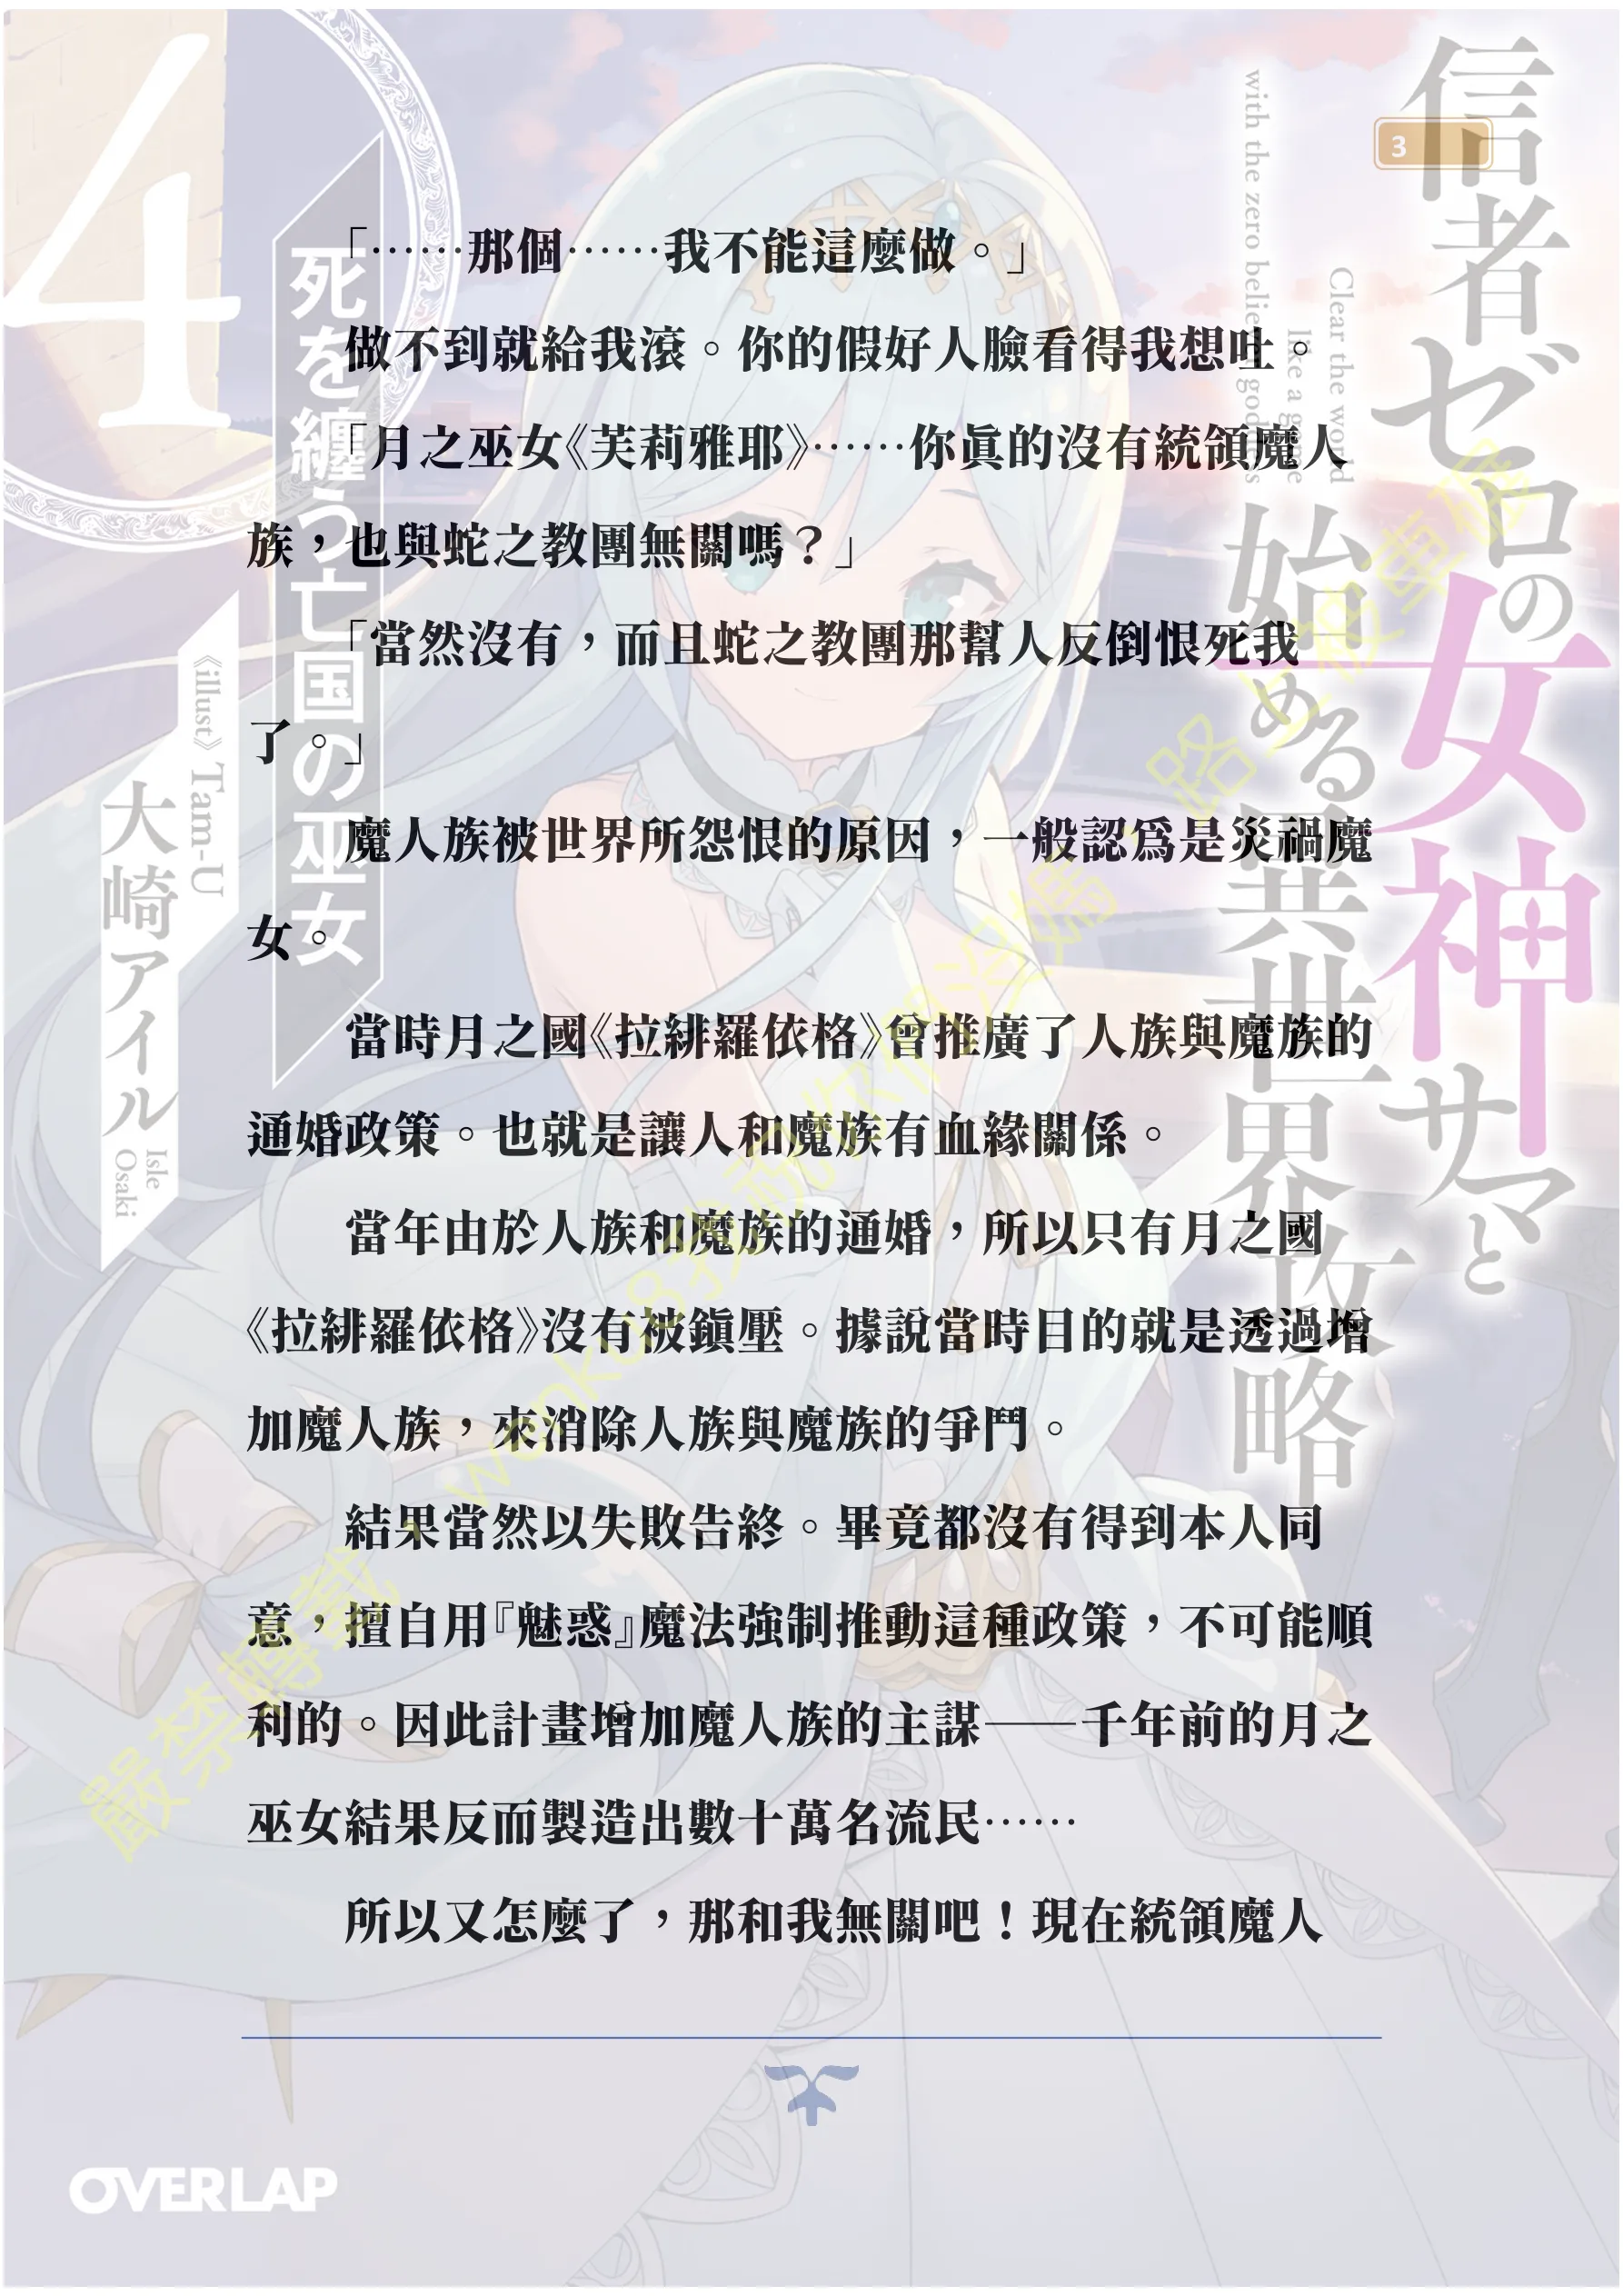 3
「⋯⋯那個⋯⋯我不能這麼做。」
做不到就給我滾。你的假好人臉看得我想吐。
「月之巫女《芙莉雅耶》⋯⋯你眞的沒有統領魔人
族，也與蛇之教團無關嗎？」
「當然沒有，而且蛇之教團那幫人反倒恨死我
了。」
魔人族被世界所怨恨的原因，一般認爲是災禍魔
女。
當時月之國《拉緋羅依格》曾推廣了人族與魔族的
通婚政策。也就是讓人和魔族有血緣關係。
當年由於人族和魔族的通婚，所以只有月之國
《拉緋羅依格》沒有被鎭壓。據說當時目的就是透過增
加魔人族，來消除人族與魔族的爭鬥。
結果當然以失敗告終。畢竟都沒有得到本人同
意，擅自用『魅惑』魔法強制推動這種政策，不可能順
利的。因此計畫增加魔人族的主謀——千年前的月之
巫女結果反而製造出數十萬名流民⋯⋯
所以又怎麼了，那和我無關吧！現在統領魔人
信者ゼロの女神サマと
始める異世界攻略
Clear the world
like a game
with the zero believer goddess
4
死を纏う亡国の巫女
《illust》Tam-U
大崎アイル
Isle
Osaki
OVERLAP
嚴禁轉載